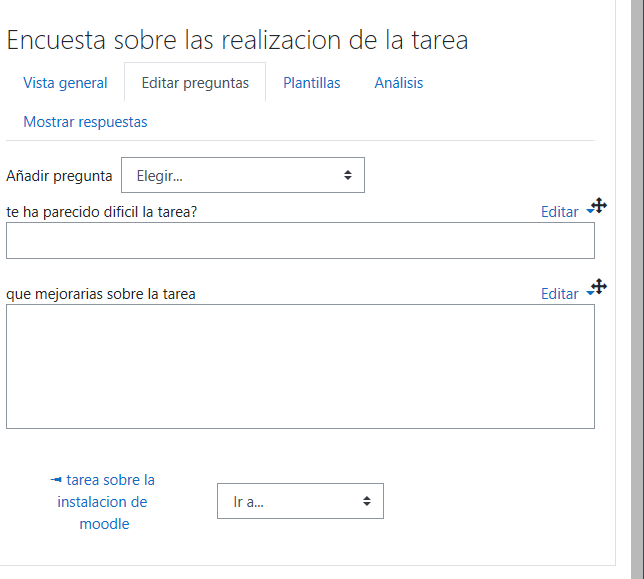 Encuesta sobre las realizacion de la tarea
Vista general Editar preguntas Plantillas Análisis
Mostrar respuestas
Añadir pregunta Elegir...
te ha parecido dificil la tarea? Editar
que mejorarias sobre la tarea Editar
tarea sobre la
instalacion de
moodle
Ir a...